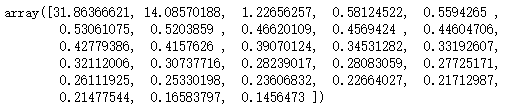 array([31.86366621, 14.08570188, 1.22656257, 0.58124522, 0.5594265 ,
0.53061075, 0.5203859 , 0.46620109, 0.4569424 , 0.44604706,
0.42779386, 0.4157626 , 0.39070124, 0.34531282, 0.33192607,
0.32112006, 0.30737716, 0.28239017, 0.28083059, 0.27725171,
0.26111925, 0.25330198, 0.23606832, 0.22664027, 0.21712987,
0.21477544, 0.16583797, 0.1456473 ])